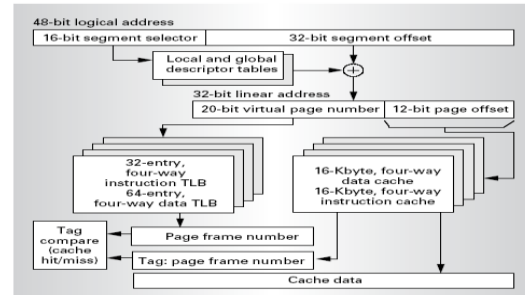 48-bit logical address
16-bit segment selector
32-bit segment offset
Local and global
descriptor tables
32-bit linear address
20-bit virtual page number
12-bit page offset
32-entry,
four-way
instruction TLB
64-entry,
four-way data TLB
16-Kbyte, four-way
data cache
16-Kbyte, four-way
instruction cache
Tag
compare
(cache
hit/miss)
Page frame number
Tag: page frame number
Cache data